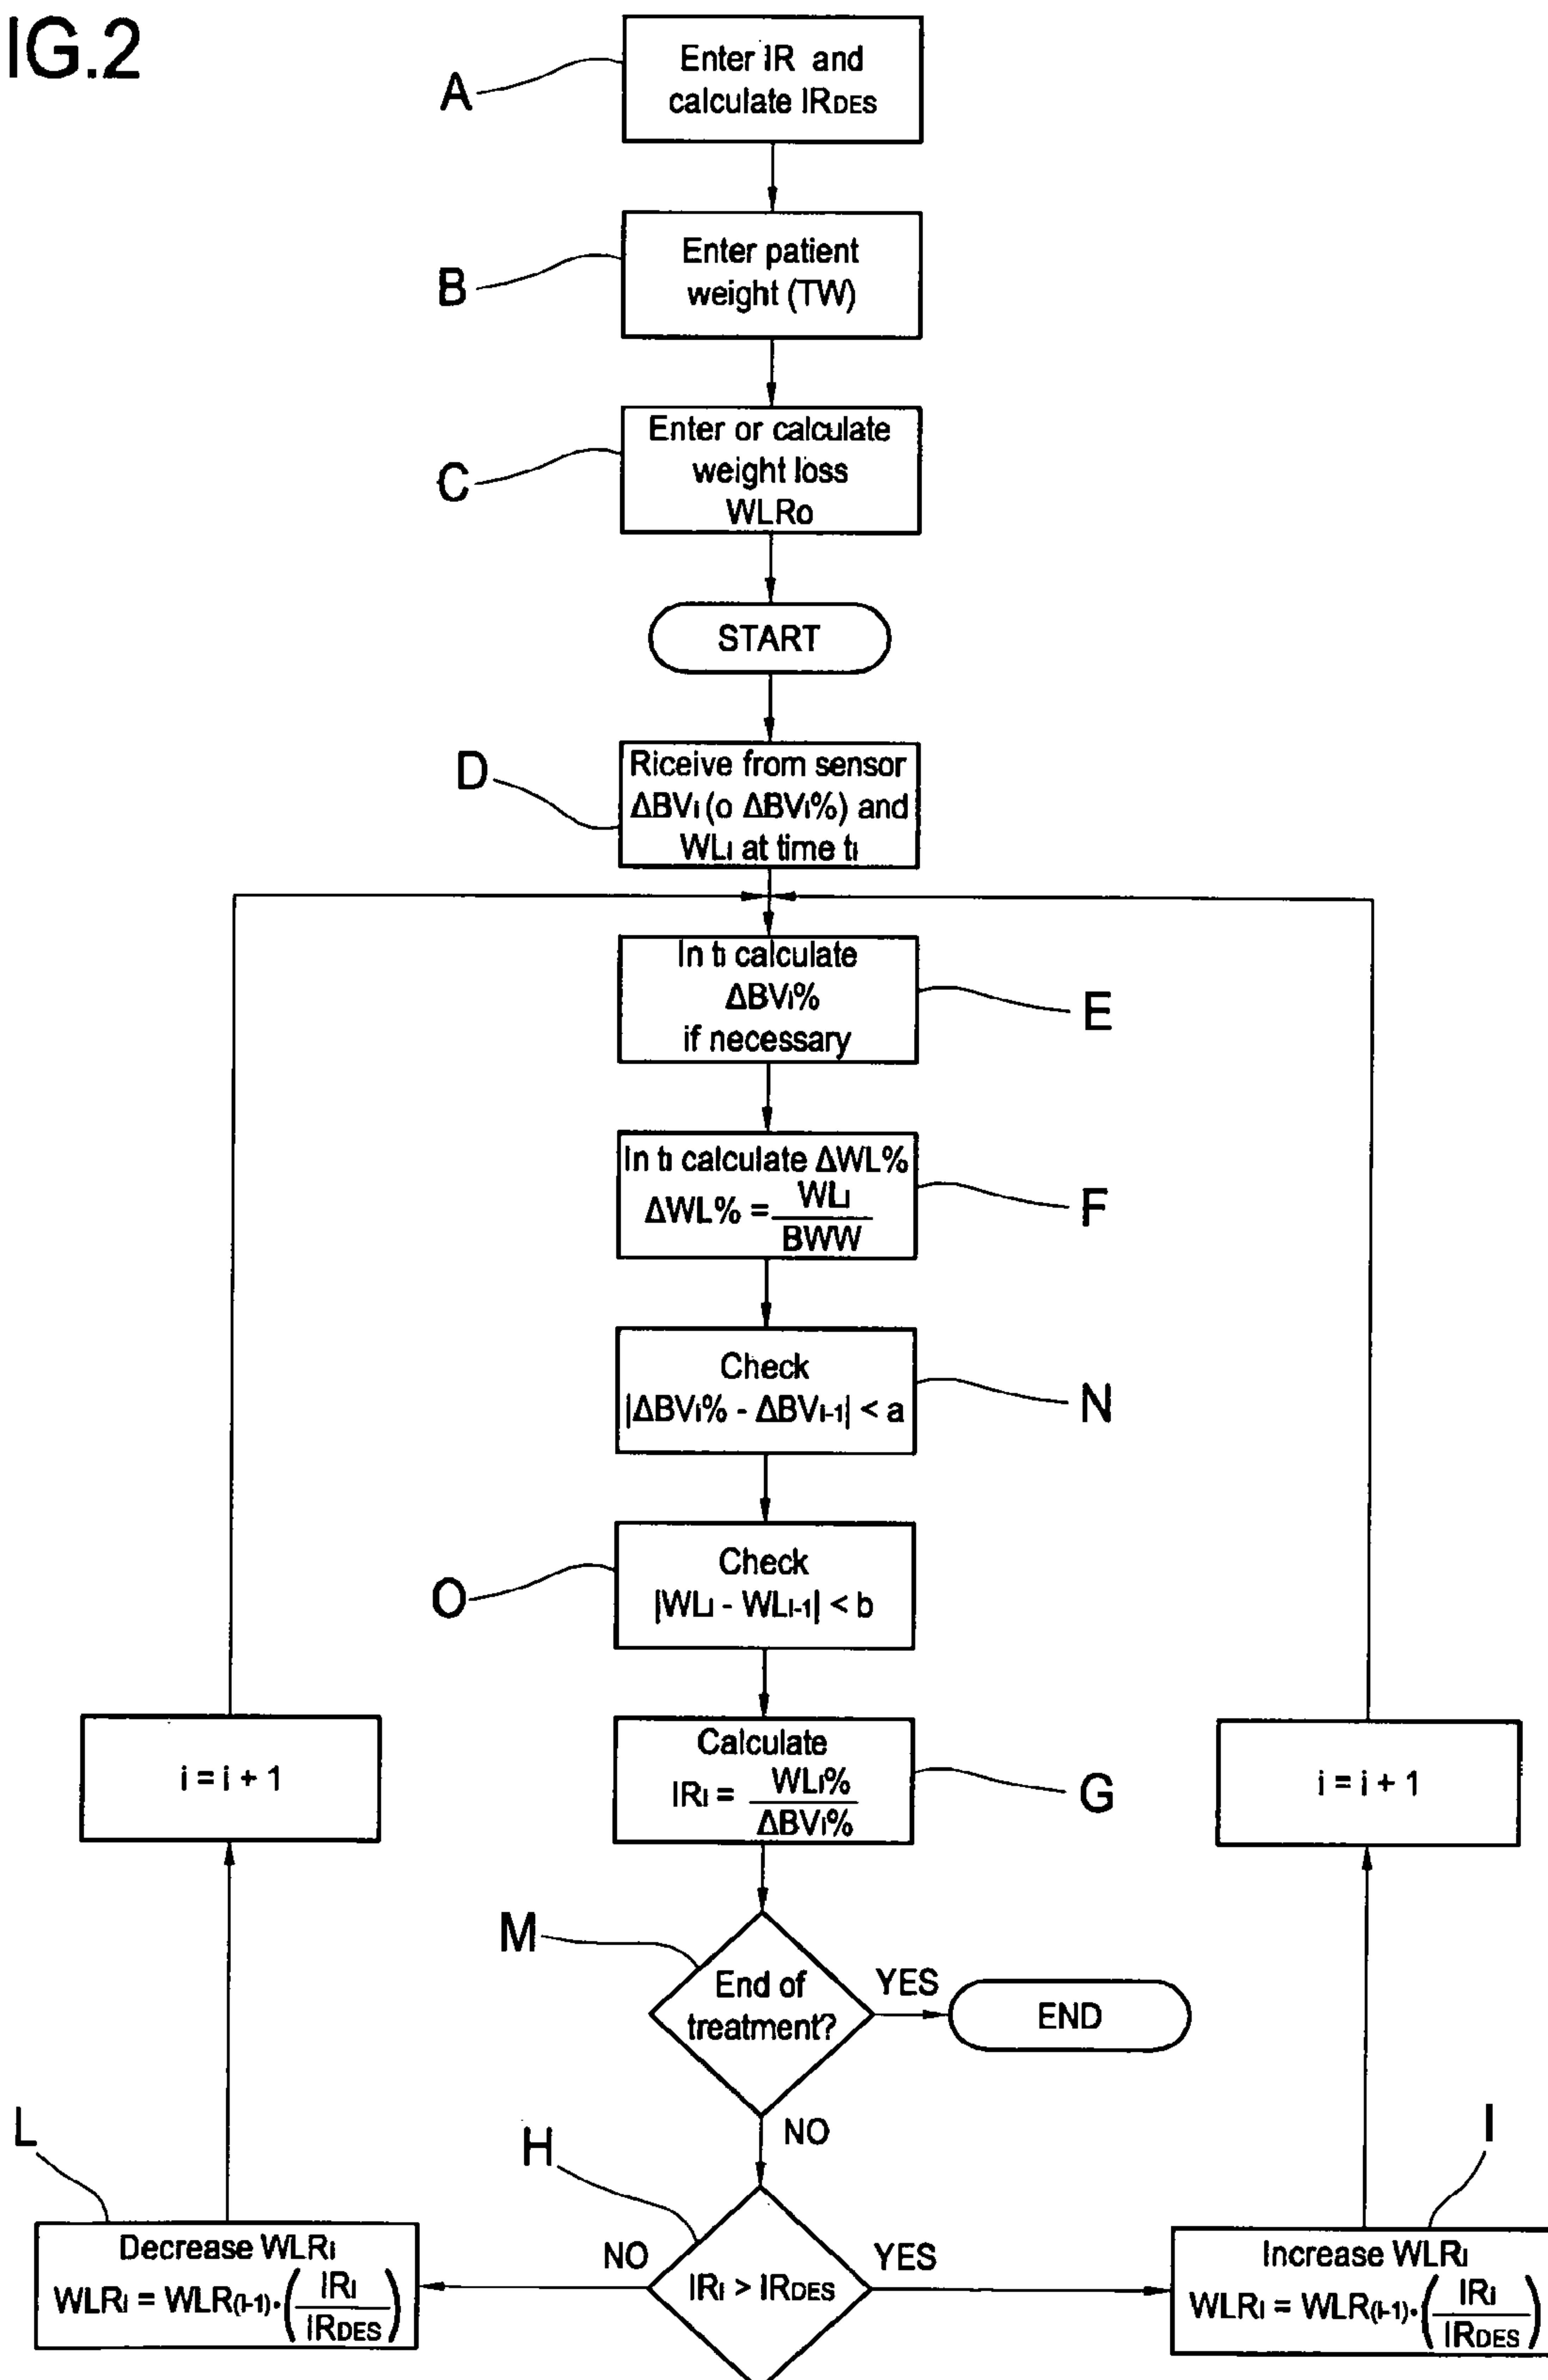 IG.2
A
Enter IR and
calculate IRDES
B
Enter patient
weight (TW)
C
Enter or calculate
weight loss
WLRo
START
D
Riceive from sensor
ΔBVi (o ΔBVi%) and
WLi at time ti
In ti calculate
ΔBVi%
if necessary
E
In ti calculate ΔWL%
ΔWL% = WLi
BWW
F
Check
|ΔBVi% - ΔBVi-1| < a
N
O
Check
|WLi - WLi-1| < b
i = i + 1
Calculate
IRi = WLi%
ΔBVi%
G
i = i + 1
M
End of
treatment?
YES
END
NO
L
H
I
Decrease WLRi
WLRi = WLR(i-1)·(IRi
IRDES)
NO
IRi > IRDES
YES
Increase WLRi
WLRi = WLR(i-1)·(IRi
IRDES)